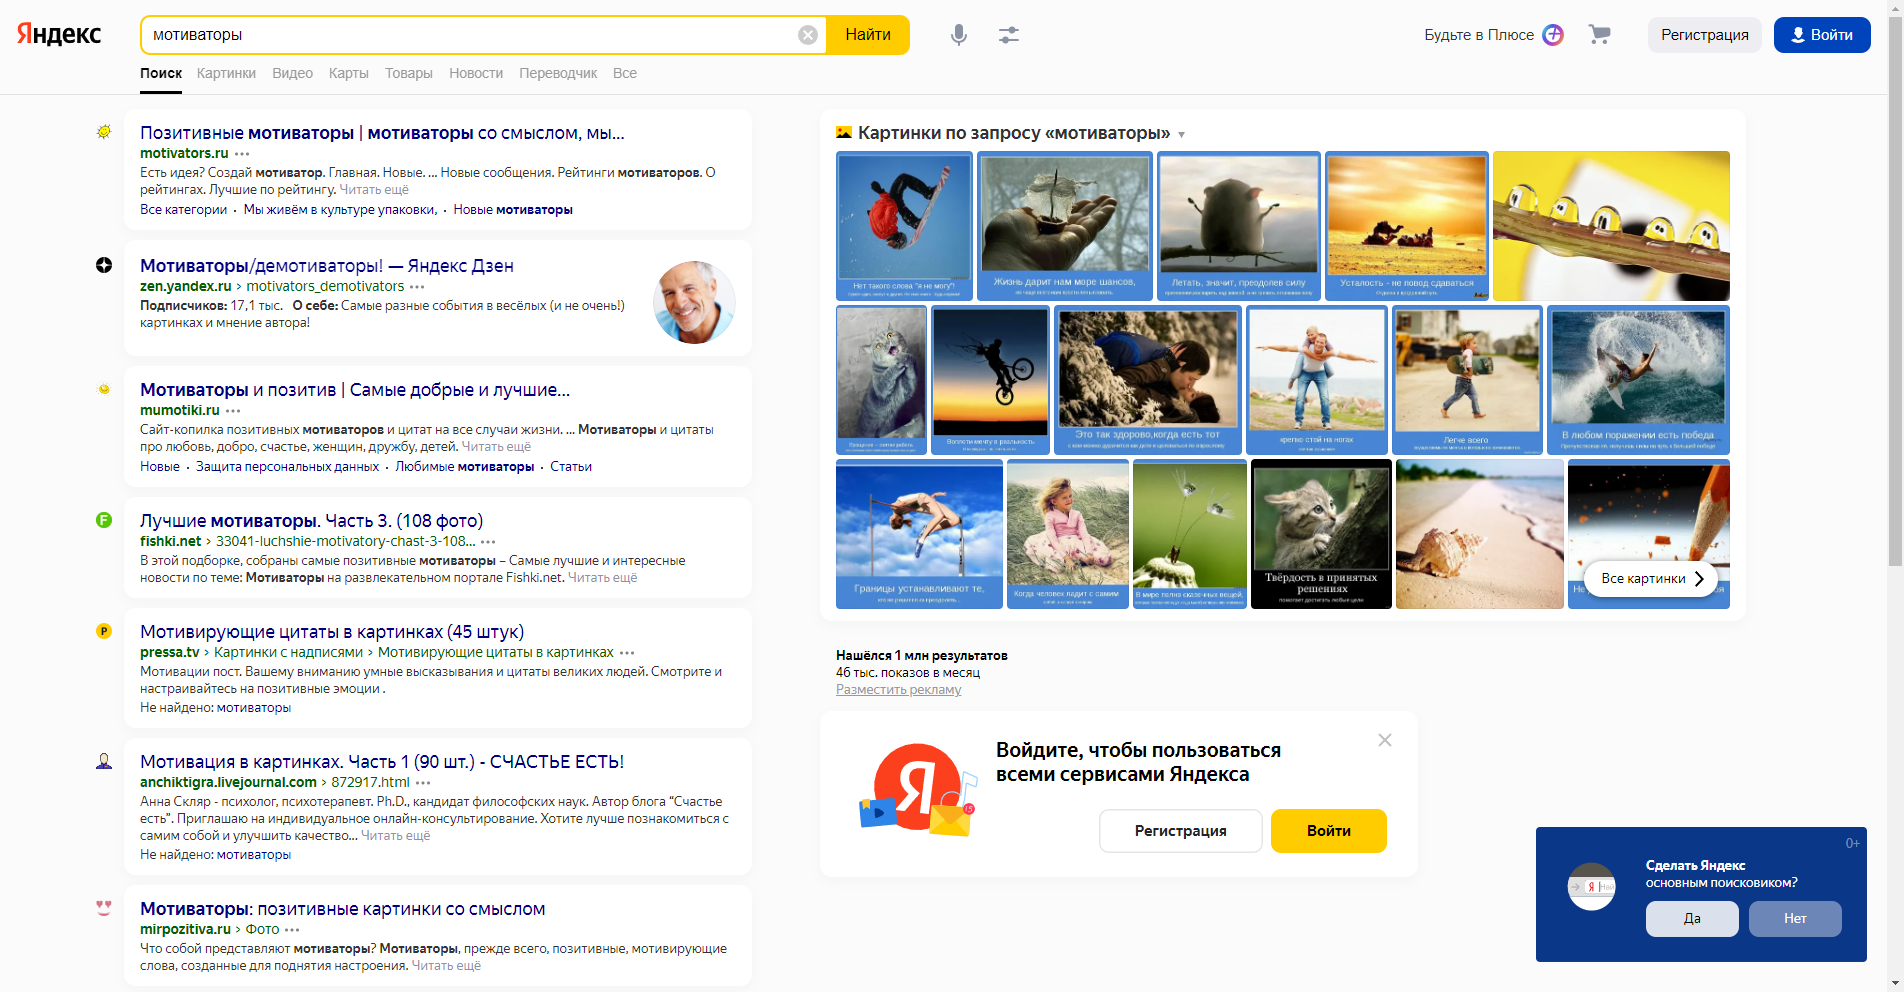 Яндекс
мотиваторы
Найти
Будьте в Плюсе
Регистрация
Войти
Поиск Картинки Видео Карты Товары Новости Переводчик Все
Позитивные мотиваторы | мотиваторы со смыслом, мы...
motivators.ru
Есть идея? Создай мотиватор. Главная. Новые. ... Новые сообщения. Рейтинги мотиваторов. О
рейтингах. Лучшие по рейтингу. Читать ещё
Все категории · Мы живём в культуре упаковки, · Новые мотиваторы
Мотиваторы/демотиваторы! — Яндекс Дзен
zen.yandex.ru › motivators_demotivators
Подписчиков: 17,1 тыс. О себе: Самые разные события в весёлых (и не очень!)
картинках и мнение автора!
Мотиваторы и позитив | Самые добрые и лучшие...
mumotiki.ru
Сайт-копилка позитивных мотиваторов и цитат на все случаи жизни. ... Мотиваторы и цитаты
про любовь, добро, счастье, женщин, дружбу, детей. Читать ещё
Новые · Защита персональных данных · Любимые мотиваторы · Статьи
Лучшие мотиваторы. Часть 3. (108 фото)
fishki.net › 33041-luchshie-motivatory-chast-3-108...
В этой подборке, собраны самые позитивные мотиваторы – Самые лучшие и интересные
новости по теме: Мотиваторы на развлекательном портале Fishki.net. Читать ещё
Мотивирующие цитаты в картинках (45 штук)
pressa.tv › Картинки с надписями › Мотивирующие цитаты в картинках
Мотивации пост. Вашему вниманию умные высказывания и цитаты великих людей. Смотрите и
настраивайтесь на позитивные эмоции .
Не найдено: мотиваторы
Мотивация в картинках. Часть 1 (90 шт.) - СЧАСТЬЕ ЕСТЬ!
anchiktigra.livejournal.com › 872917.html
Анна Скляр - психолог, психотерапевт. Ph.D., кандидат философских наук. Автор блога “Счастье
есть”. Приглашаю на индивидуальное онлайн-консультирование. Хотите лучше познакомиться с
самим собой и улучшить качество... Читать ещё
Не найдено: мотиваторы
Мотиваторы: позитивные картинки со смыслом
mirpozitiva.ru › Фото
Что собой представляют мотиваторы? Мотиваторы, прежде всего, позитивные, мотивирующие
слова, созданные для поднятия настроения. Читать ещё
Картинки по запросу «мотиваторы»
Нет такого слова "я не могу"!
Жизнь дарит нам море шансов,
Летать, значит, преодолев силу
Усталость - не повод сдаваться
Воплоти мечту в реальность
Это так здорово,когда есть тот
крепко стой на ногах
Легче всего
В любом поражении есть победа
Границы устанавливают те,
Когда человек ладит с самим
В мире полно сказочных вещей,
Твёрдость в принятых
решениях
помогает достигать любые цели
Все картинки
Нашёлся 1 млн результатов
46 тыс. показов в месяц
Разместить рекламу
Я
15
Войдите, чтобы пользоваться
всеми сервисами Яндекса
Регистрация
Войти
0+
Я Най
Сделать Яндекс
основным поисковиком?
Да
Нет